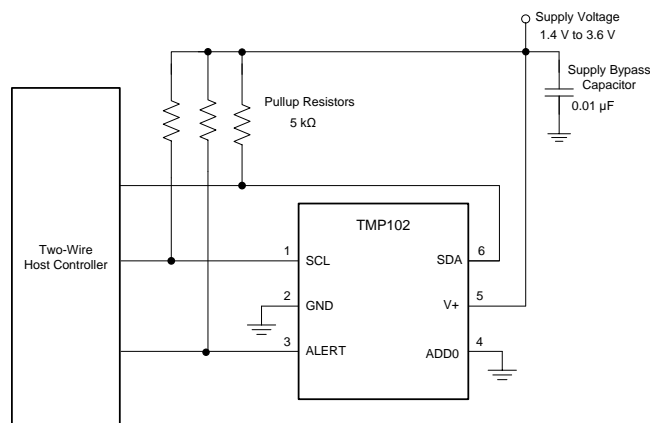 Supply Voltage
1.4 V to 3.6 V
Supply Bypass
Capacitor
0.01 µF
Pullup Resistors
5 kΩ
Two-Wire
Host Controller
TMP102
1
SCL
SDA
6
2
GND
V+
5
3
ALERT
ADD0
4